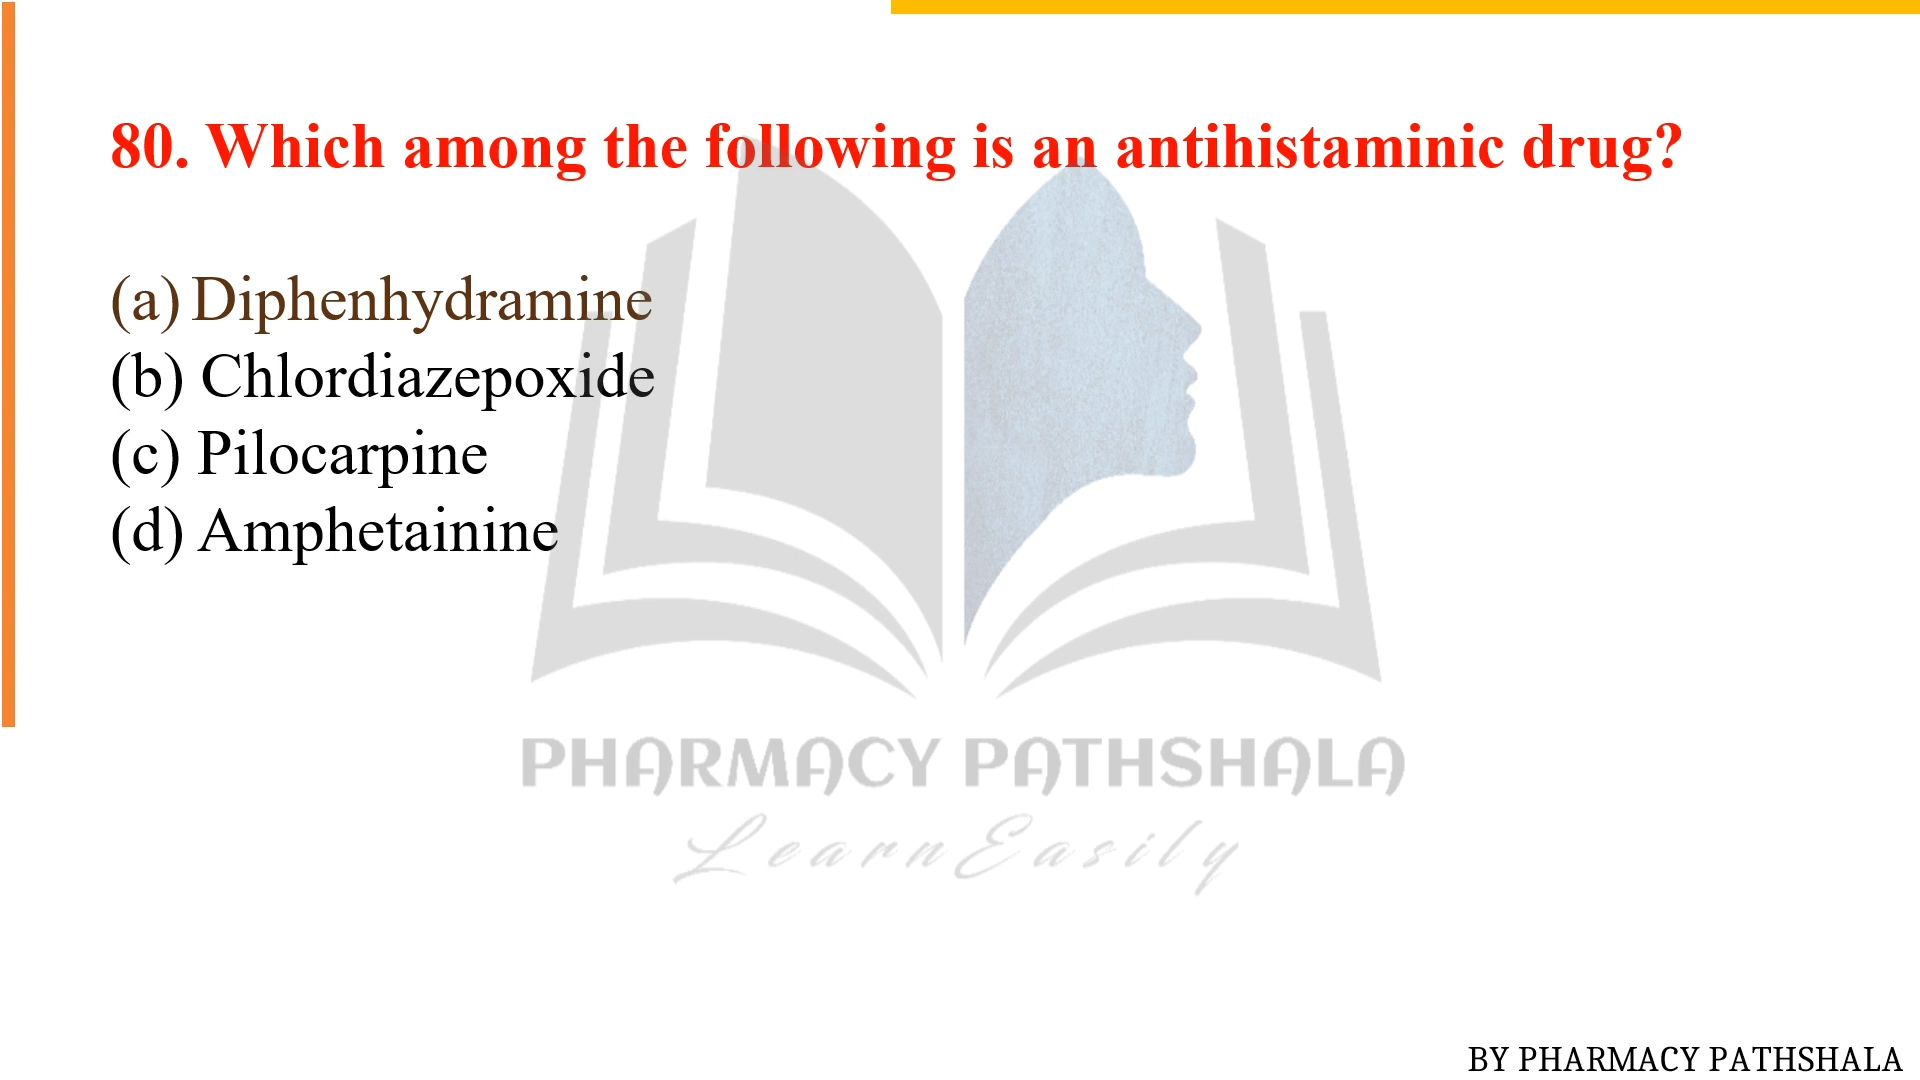 80. Which among the following is an antihistaminic drug?
(a) Diphenhydramine
(b) Chlordiazepoxide
(c) Pilocarpine
(d) Amphetainine
PHARMACY PATHSHALA
Learn Easily
BY PHARMACY PATHSHALA